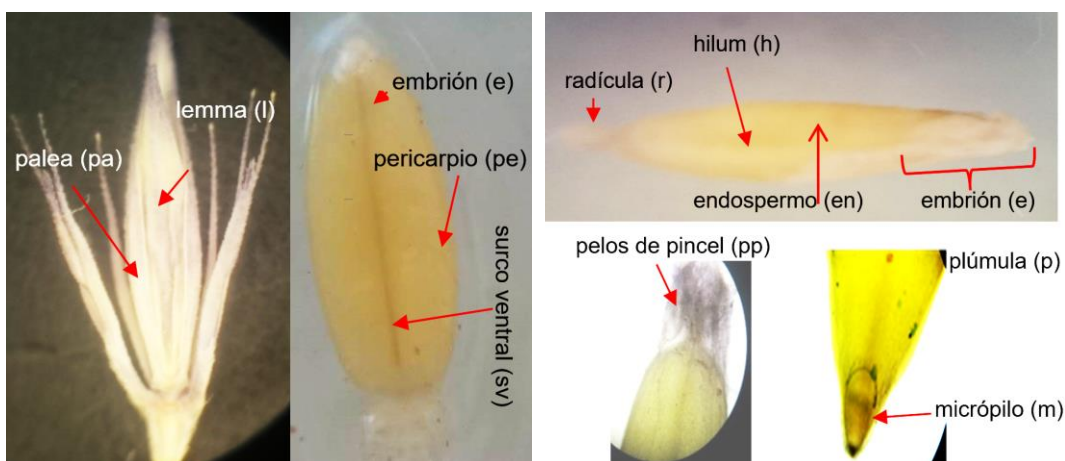 lemma (l)
palea (pa)
embrión (e)
pericarpio (pe)
surco ventral (sv)
hilum (h)
radícula (r)
endospermo (en)
embrión (e)
pelos de pincel (pp)
plúmula (p)
micrópilo (m)